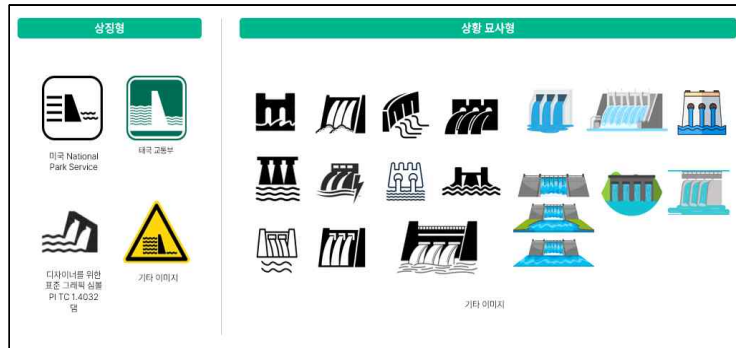 상징형
상황 묘사형
미국 National
Park Service
태국 교통부
디자이너를 위한
표준 그래픽 심볼
PI TC 1.4032
댐
기타 이미지
기타 이미지